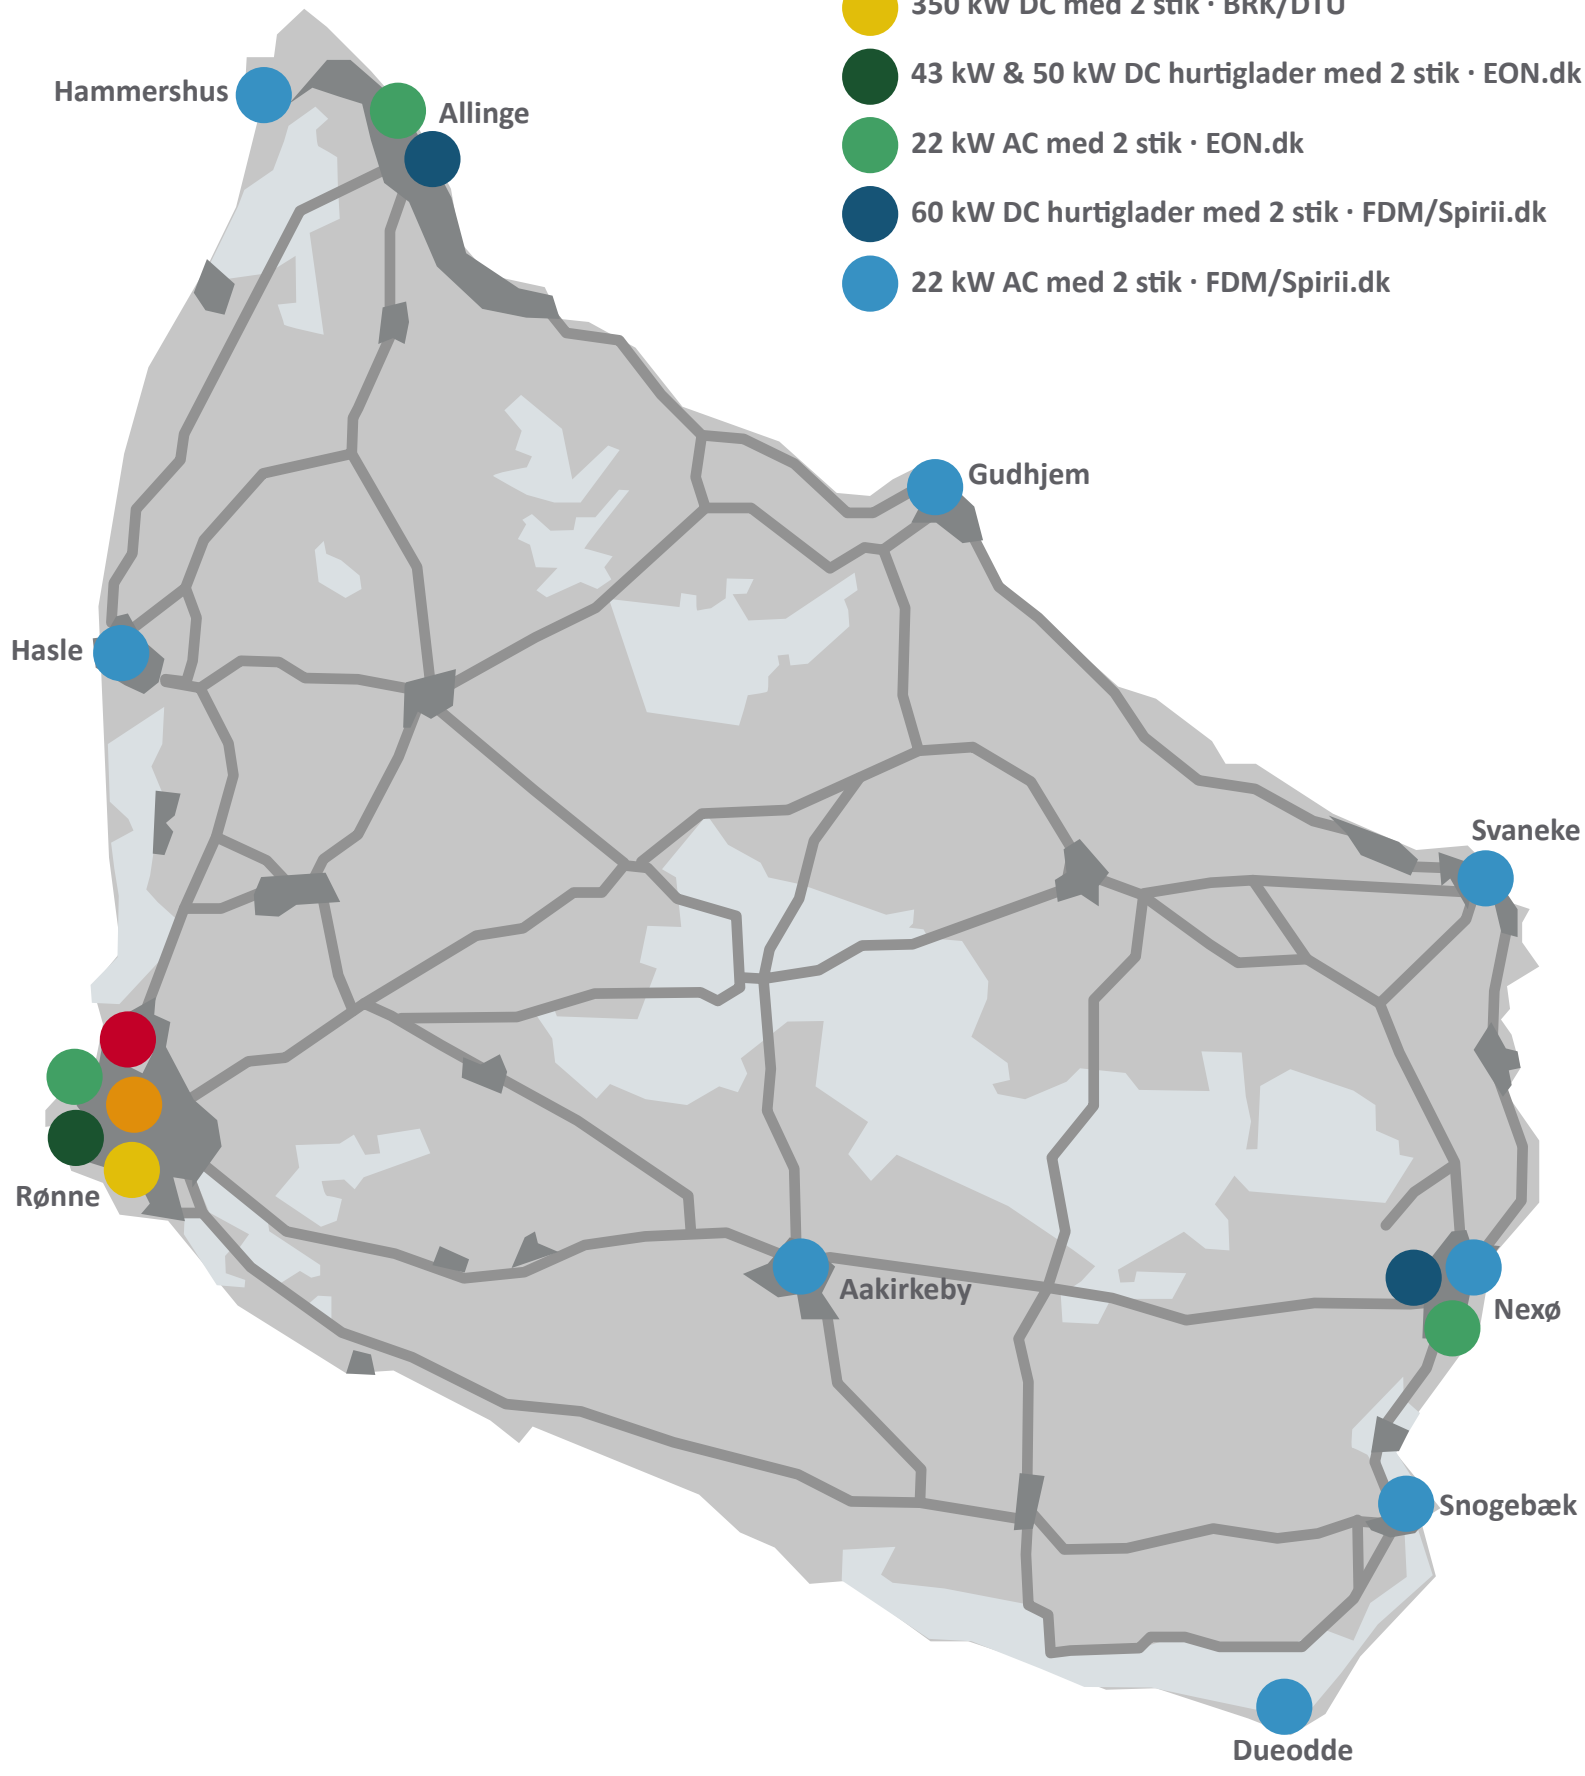 350 kW DC med 2 stik · BRK/DTU
43 kW & 50 kW DC hurtiglader med 2 stik · EON.dk
22 kW AC med 2 stik · EON.dk
60 kW DC hurtiglader med 2 stik · FDM/Spirii.dk
22 kW AC med 2 stik · FDM/Spirii.dk
Hammershus
Allinge
Gudhjem
Hasle
Svaneke
Rønne
Aakirkeby
Nexø
Snogebæk
Dueodde